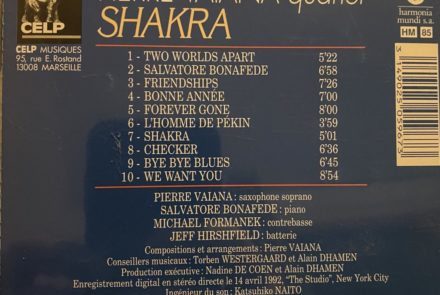 PIERRE VAIANA quartet
SHAKRA
CELP
CELP MUSIQUES
95, rue E. Rostand
13008 MARSEILLE
harmonia
mundi s.a.
HM 85
3 149025 059673
1 - TWO WORLDS APART 5'22
2 - SALVATORE BONAFEDE 6'58
3 - FRIENDSHIPS 7'26
4 - BONNE ANNÉE 7'00
5 - FOREVER GONE 8'00
6 - L'HOMME DE PÉKIN 3'59
7 - SHAKRA 5'01
8 - CHECKER 6'36
9 - BYE BYE BLUES 6'45
10 - WE WANT YOU 8'54
PIERRE VAIANA : saxophone soprano
SALVATORE BONAFEDE : piano
MICHAEL FORMANEK : contrebasse
JEFF HIRSHFIELD : batterie
Compositions et arrangements : Pierre VAIANA
Conseillers musicaux : Torben WESTERGAARD et Alain DHAMEN
Production exécutive : Nadine DE COEN et Alain DHAMEN
Enregistrement digital en stéréo directe le 14 avril 1992, "The Studio", New York City
Ingénieur du son : Katsuhiko NAITO